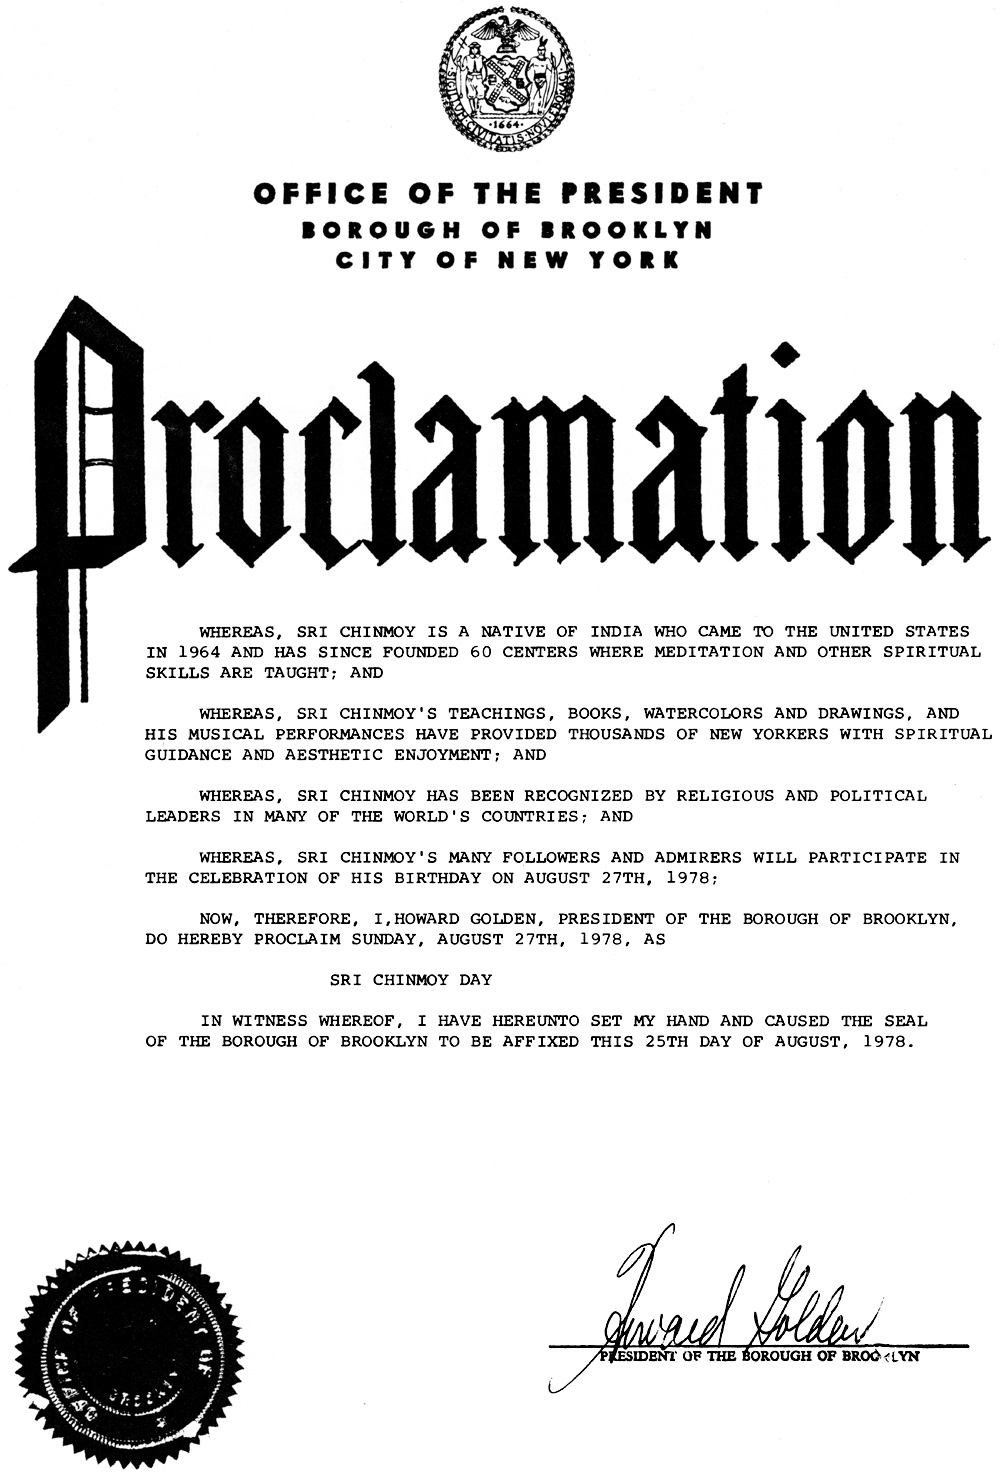 SIGILLUM·CIVITATIS·NOVI·EBORACI
·1664·
OFFICE OF THE PRESIDENT
BOROUGH OF BROOKLYN
CITY OF NEW YORK
Proclamation
WHEREAS, SRI CHINMOY IS A NATIVE OF INDIA WHO CAME TO THE UNITED STATES
IN 1964 AND HAS SINCE FOUNDED 60 CENTERS WHERE MEDITATION AND OTHER SPIRITUAL
SKILLS ARE TAUGHT; AND
WHEREAS, SRI CHINMOY'S TEACHINGS, BOOKS, WATERCOLORS AND DRAWINGS, AND
HIS MUSICAL PERFORMANCES HAVE PROVIDED THOUSANDS OF NEW YORKERS WITH SPIRITUAL
GUIDANCE AND AESTHETIC ENJOYMENT; AND
WHEREAS, SRI CHINMOY HAS BEEN RECOGNIZED BY RELIGIOUS AND POLITICAL
LEADERS IN MANY OF THE WORLD'S COUNTRIES; AND
WHEREAS, SRI CHINMOY'S MANY FOLLOWERS AND ADMIRERS WILL PARTICIPATE IN
THE CELEBRATION OF HIS BIRTHDAY ON AUGUST 27TH, 1978;
NOW, THEREFORE, I,HOWARD GOLDEN, PRESIDENT OF THE BOROUGH OF BROOKLYN,
DO HEREBY PROCLAIM SUNDAY, AUGUST 27TH, 1978, AS
SRI CHINMOY DAY
IN WITNESS WHEREOF, I HAVE HEREUNTO SET MY HAND AND CAUSED THE SEAL
OF THE BOROUGH OF BROOKLYN TO BE AFFIXED THIS 25TH DAY OF AUGUST, 1978.
Howard Golden
PRESIDENT OF THE BOROUGH OF BROOKLYN
OFFICE OF PRESIDENT OF